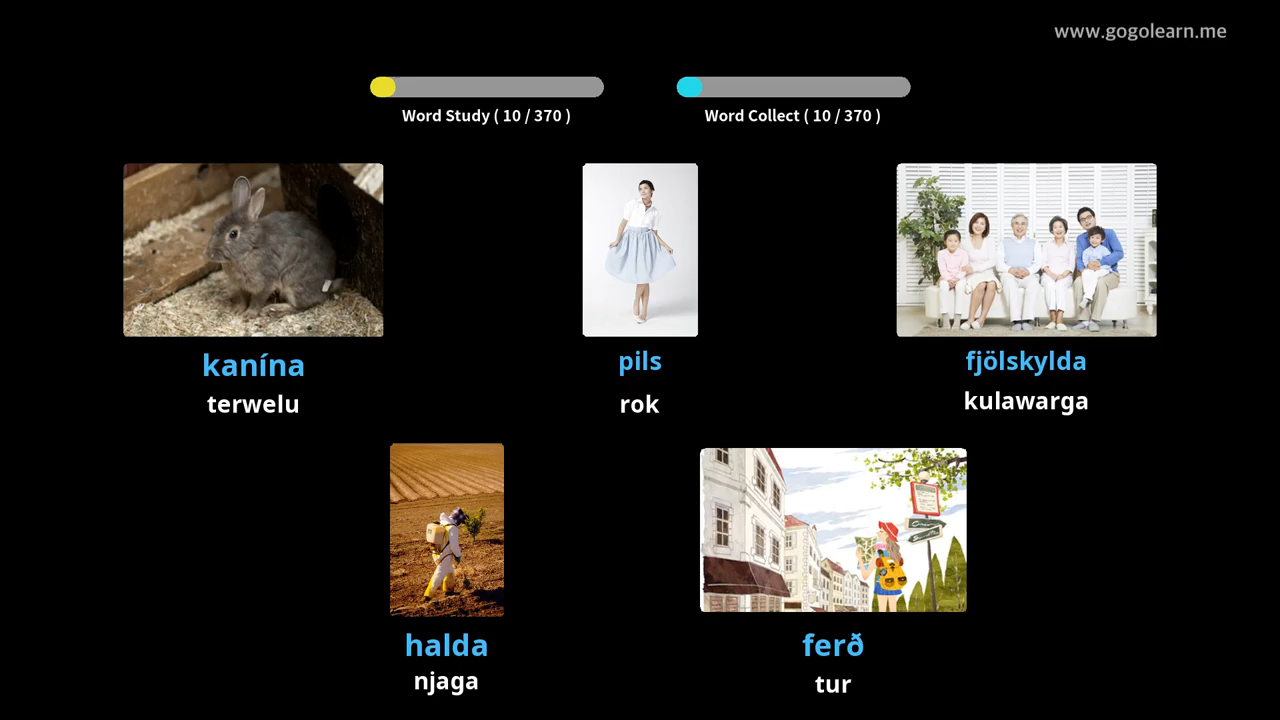 www.gogolearn.me
Word Study ( 10 / 370 )
Word Collect ( 10 / 370 )
kanína
terwelu
pils
rok
fjölskylda
kulawarga
halda
njaga
ferð
tur